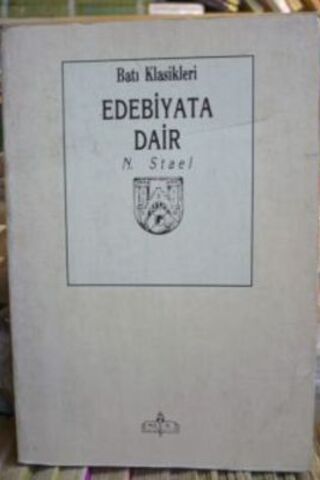 Batı Klasikleri
EDEBİYATA
DAİR
N. Stael